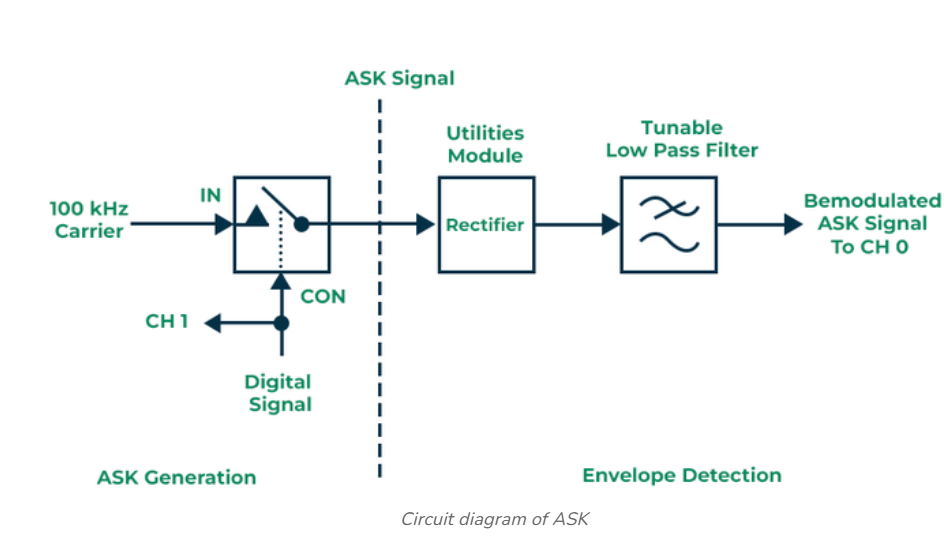 ASK Signal
Utilities
Module
Tunable
Low Pass Filter
IN
100 kHz
Carrier
Rectifier
Bemodulated
ASK Signal
To CH 0
CON
CH 1
Digital
Signal
ASK Generation
Envelope Detection
Circuit diagram of ASK